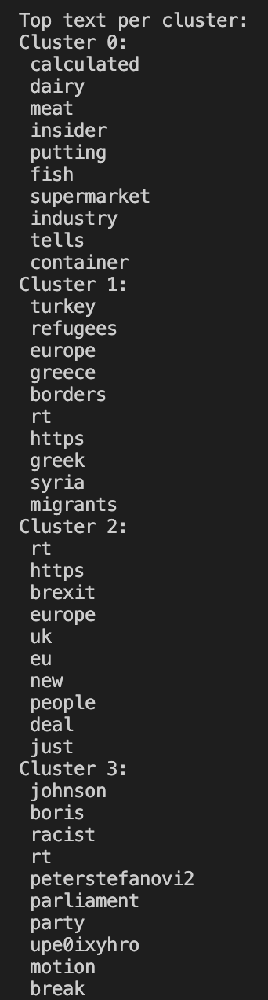 Top text per cluster:
Cluster 0:
calculated
dairy
meat
insider
putting
fish
supermarket
industry
tells
container
Cluster 1:
turkey
refugees
europe
greece
borders
rt
https
greek
syria
migrants
Cluster 2:
rt
https
brexit
europe
uk
eu
new
people
deal
just
Cluster 3:
johnson
boris
racist
rt
peterstefanovi2
parliament
party
upe0ixyhro
motion
break